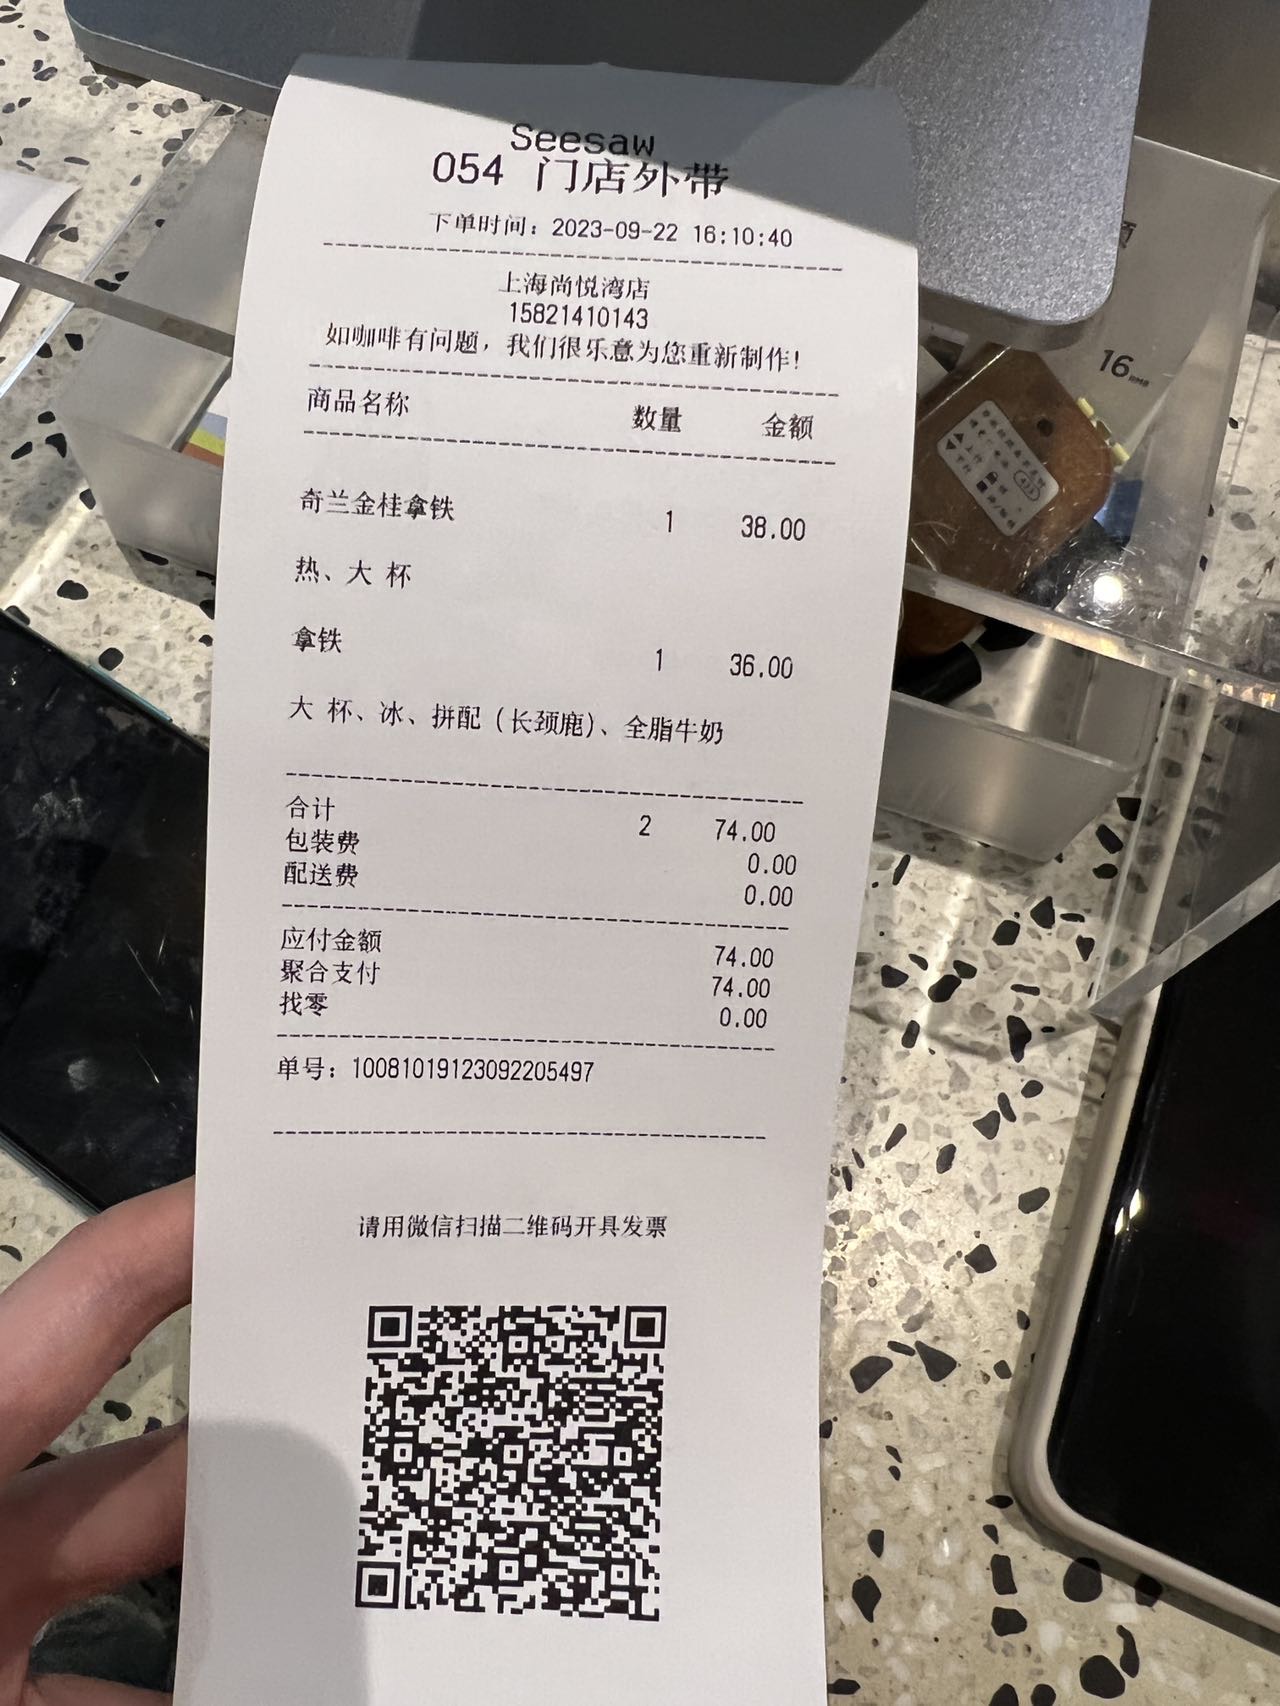 Seesaw
054 门店外带
下单时间：2023-09-22 16:10:40
上海尚悦湾店
15821410143
如咖啡有问题，我们很乐意为您重新制作！
商品名称 数量 金额
奇兰金桂拿铁 1 38.00
热、大 杯
拿铁 1 36.00
大 杯、冰、拼配（长颈鹿）、全脂牛奶
合计 2 74.00
包装费 0.00
配送费 0.00
应付金额 74.00
聚合支付 74.00
找零 0.00
单号：10081019123092205497
请用微信扫描二维码开具发票
16 RMB